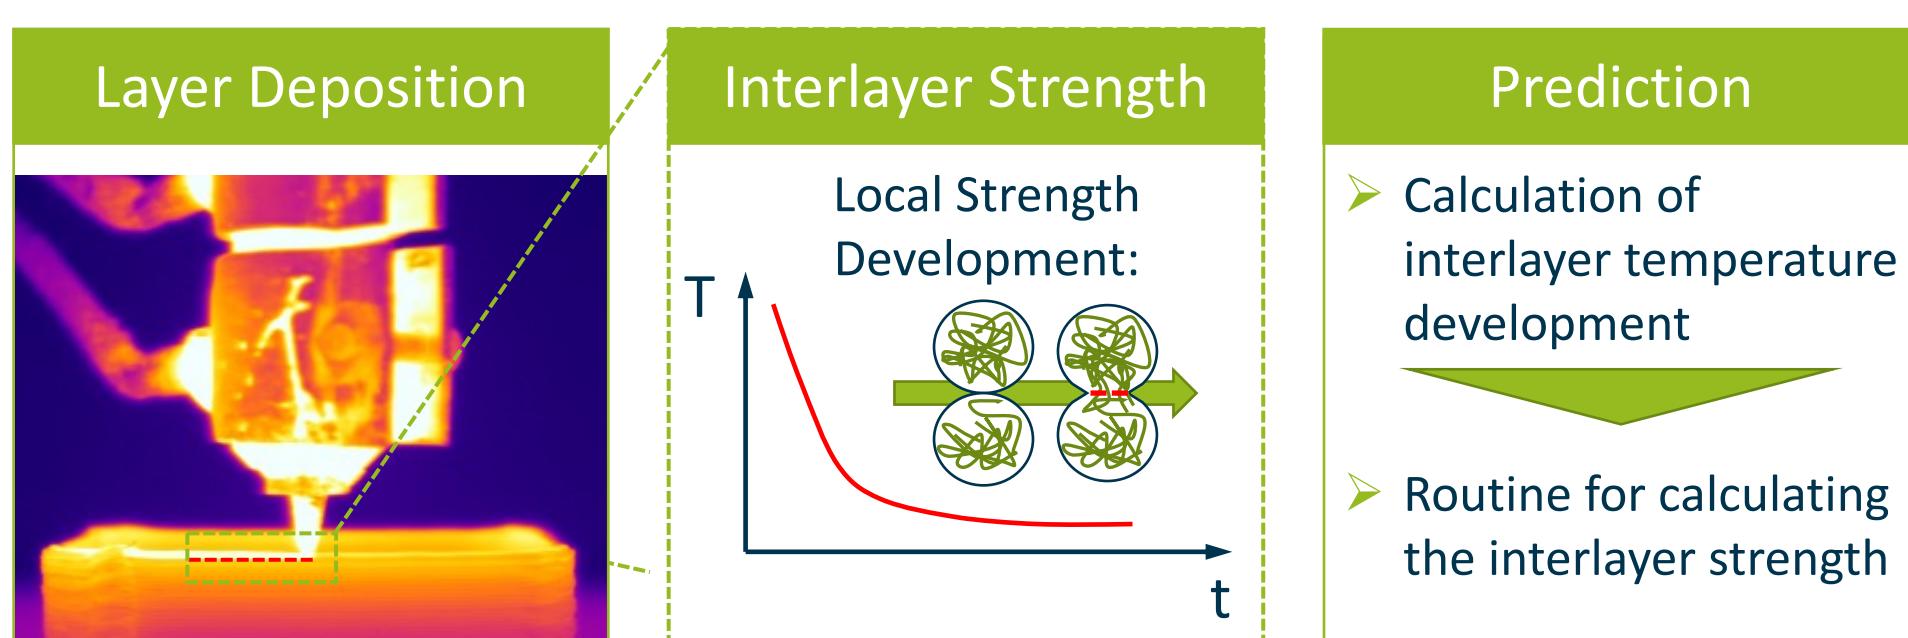 Layer Deposition
Interlayer Strength
Local Strength
Development:
T
t
Prediction
Calculation of
interlayer temperature
development
Routine for calculating
the interlayer strength